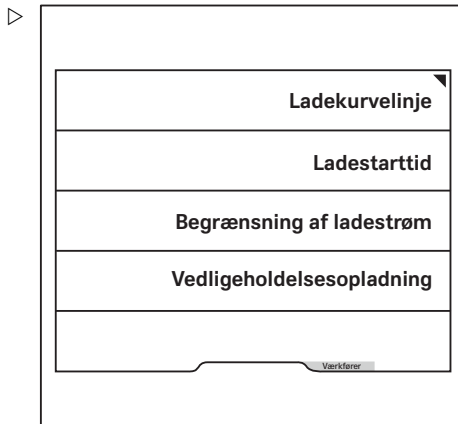 Ladekurvelinje
Ladestarttid
Begrænsning af ladestrøm
Vedligeholdelsesopladning
Værkfører